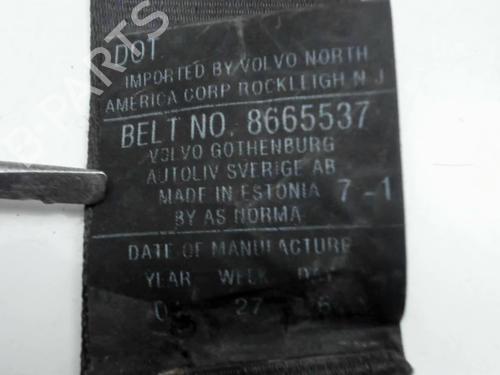 DOT
IMPORTED BY VOLVO NORTH
AMERICA CORP ROCKLEIGH N J
BELT NO. 8665537
VOLVO GOTHENBURG
AUTOLIV SVERIGE AB
MADE IN ESTONIA 7-1
BY AS NORMA
DATE OF MANUFACTURE
YEAR WEEK
27